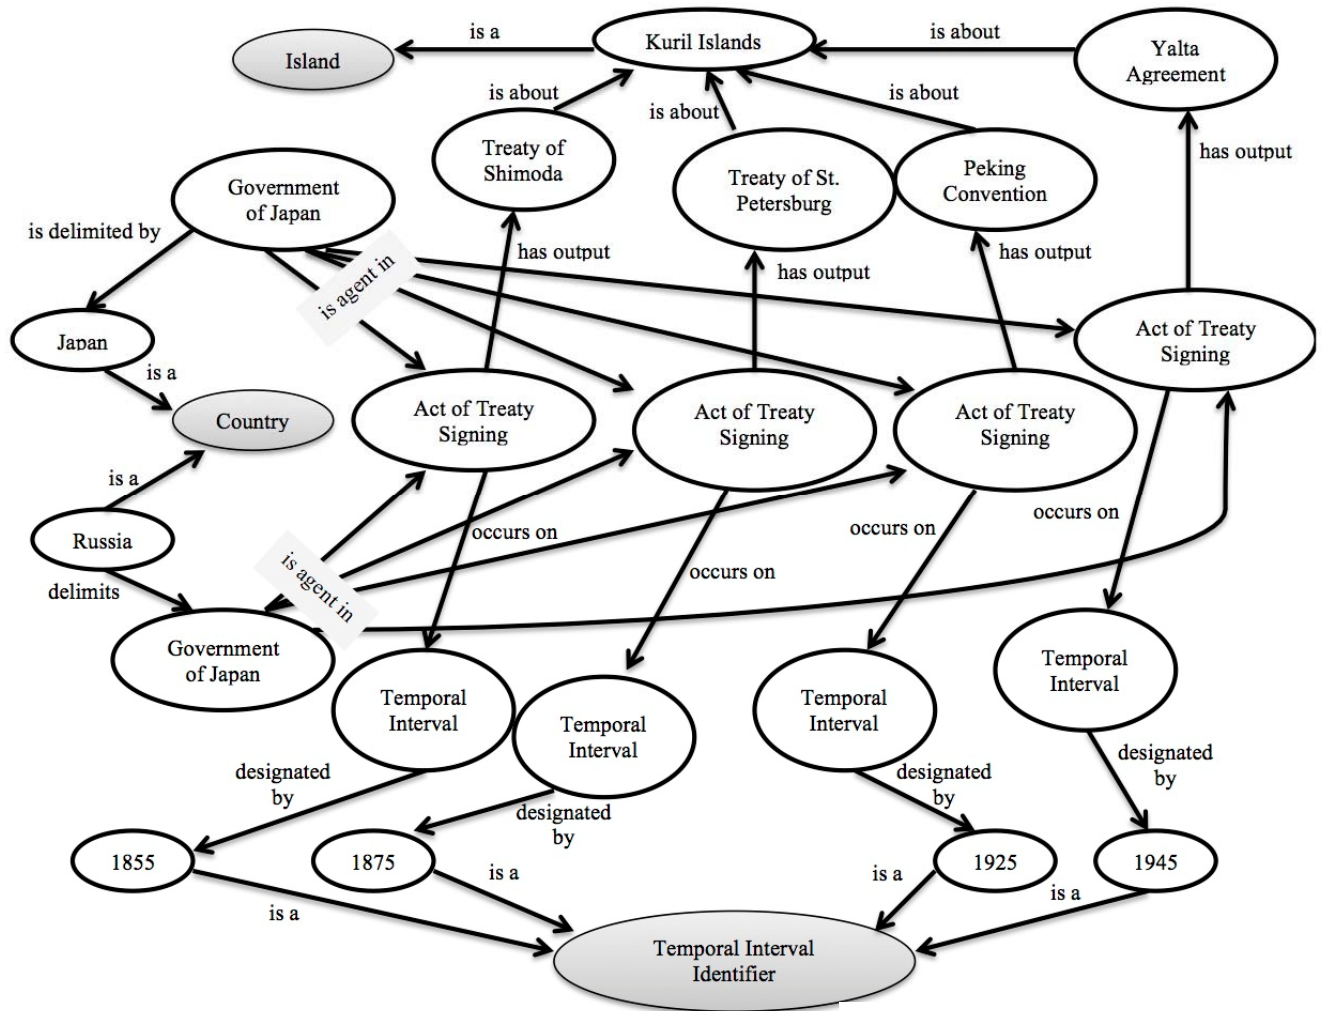 is a
Kuril Islands
is about
Yalta
Agreement
Island
is about
is about
is about
Treaty of
Shimoda
Treaty of St.
Petersburg
Peking
Convention
has output
Government
of Japan
is delimited by
is agent in
has output
has output
has output
Japan
is a
Country
Act of Treaty
Signing
Act of Treaty
Signing
Act of Treaty
Signing
Act of Treaty
Signing
is a
Russia
delimits
is agent in
occurs on
occurs on
occurs on
occurs on
Government
of Japan
Temporal
Interval
Temporal
Interval
Temporal
Interval
Temporal
Interval
designated
by
designated
by
designated
by
designated
by
1855
1875
1925
1945
is a
is a
is a
is a
Temporal Interval
Identifier